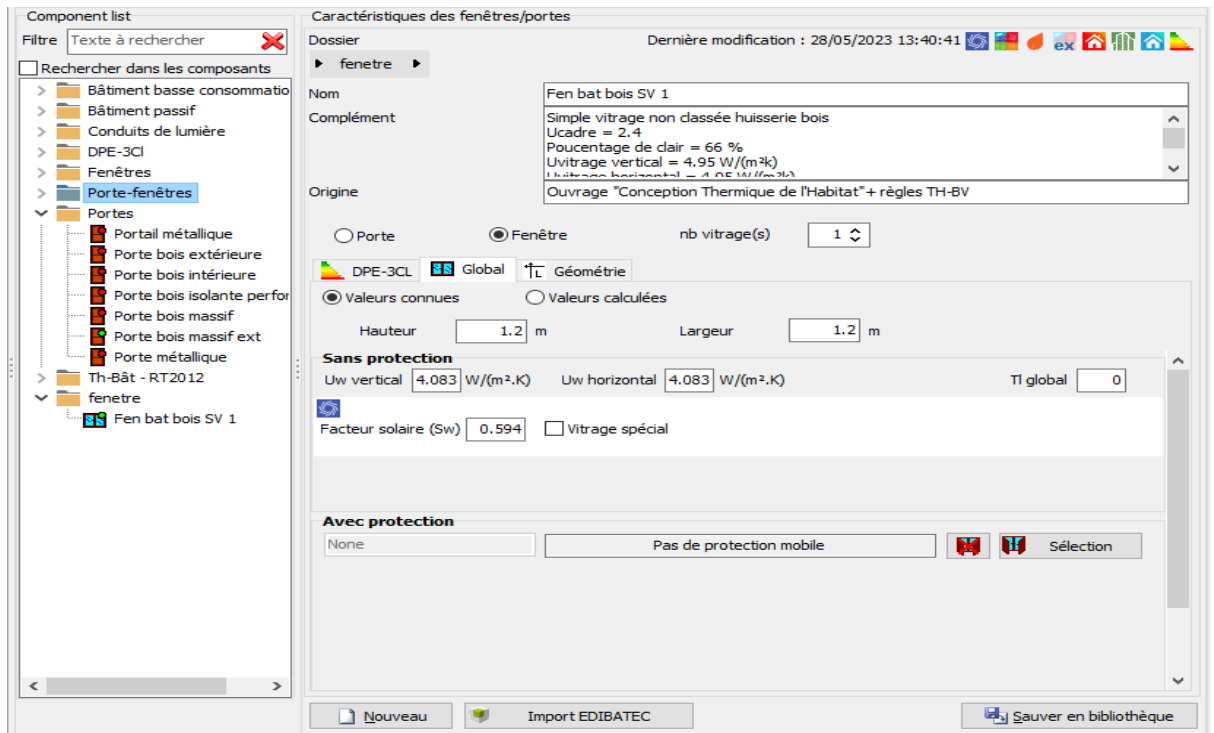 Component list
Filtre Texte à rechercher
Rechercher dans les composants
Bâtiment basse consommatio
Bâtiment passif
Conduits de lumière
DPE-3Cl
Fenêtres
Porte-fenêtres
Portes
Portail métallique
Porte bois extérieure
Porte bois intérieure
Porte bois isolante perfor
Porte bois massif
Porte bois massif ext
Porte métallique
Th-Bât - RT2012
fenetre
Fen bat bois SV 1
Caractéristiques des fenêtres/portes
Dossier Dernière modification : 28/05/2023 13:40:41 ex
fenetre
Nom Fen bat bois SV 1
Complément Simple vitrage non classée huisserie bois
Ucadre = 2.4
Poucentage de clair = 66 %
Uvitrage vertical = 4.95 W/(m²k)
Uvitrage horizontal = 4.95 W/(m²k)
Origine Ouvrage "Conception Thermique de l'Habitat"+ règles TH-BV
Porte Fenêtre nb vitrage(s) 1
DPE-3CL Global Géométrie
Valeurs connues Valeurs calculées
Hauteur 1.2 m Largeur 1.2 m
Sans protection
Uw vertical 4.083 W/(m².K) Uw horizontal 4.083 W/(m².K) Tl global 0
Facteur solaire (Sw) 0.594 Vitrage spécial
Avec protection
None Pas de protection mobile Sélection
Nouveau Import EDIBATEC Sauver en bibliothèque